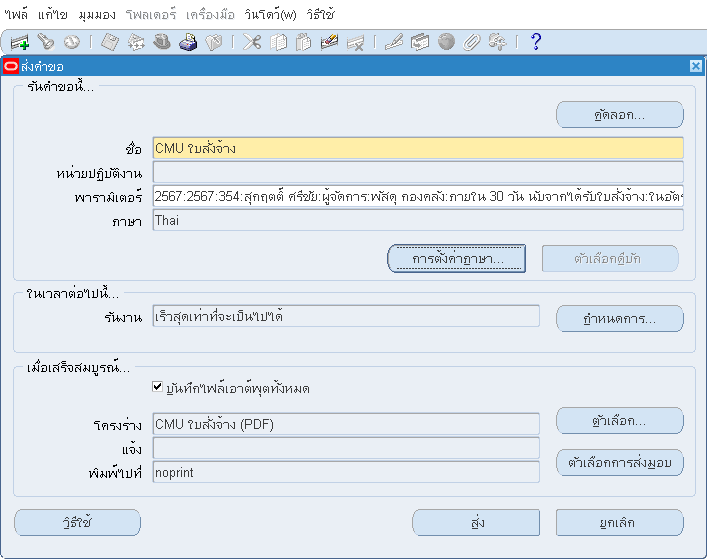 ไฟล์ แก้ไข มุมมอง โฟลเดอร์ เครื่องมือ วินโดว์(W) วิธีใช้
ส่งคำขอ
รันคำขอนี้...
คัดลอก...
ชื่อ CMU ใบสั่งจ้าง
หน่วยปฏิบัติงาน
พารามิเตอร์ 2567:2567:354:สุกฤตต์ ศรีชัย:ผู้จัดการ:พัสดุ กองคลัง:ภายใน 30 วัน นับจากได้รับใบสั่งจ้าง:ในอัตร
ภาษา Thai
การตั้งค่าภาษา... ตัวเลือกดีบัก
ในเวลาต่อไปนี้...
รันงาน เร็วสุดเท่าที่จะเป็นไปได้ กำหนดการ...
เมื่อเสร็จสมบูรณ์...
บันทึกไฟล์เอาต์พุตทั้งหมด
โครงร่าง CMU ใบสั่งจ้าง (PDF) ตัวเลือก...
แจ้ง
พิมพ์ไปที่ noprint ตัวเลือกการส่งมอบ
วิธีใช้ ส่ง ยกเลิก